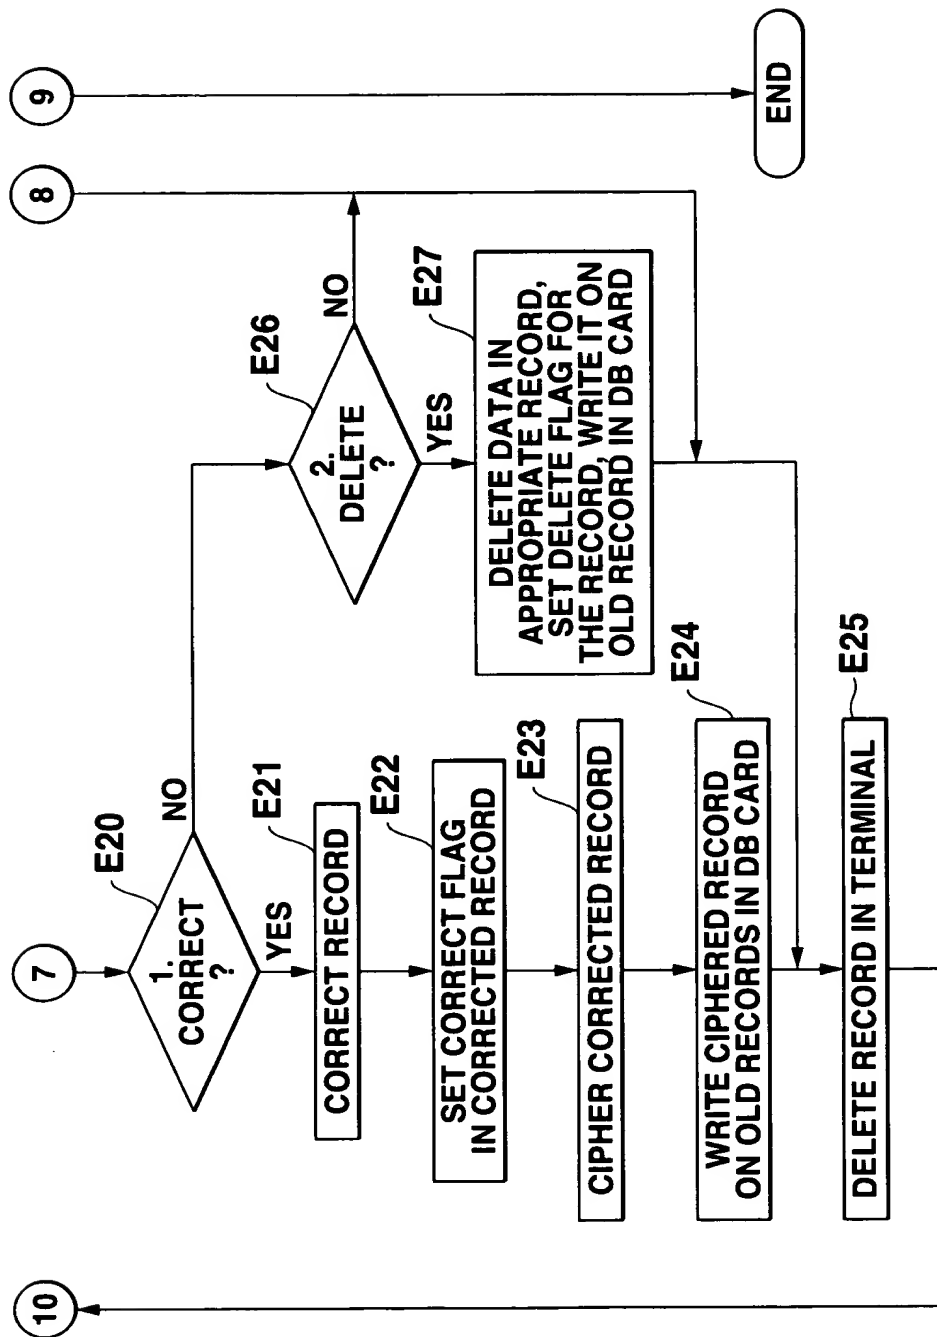 10
7
8
9
1.
CORRECT
?
E20
NO
YES
CORRECT RECORD
E21
SET CORRECT FLAG
IN CORRECTED RECORD
E22
CIPHER CORRECTED RECORD
E23
WRITE CIPHERED RECORD
ON OLD RECORDS IN DB CARD
E24
DELETE RECORD IN TERMINAL
E25
2.
DELETE
?
E26
NO
YES
DELETE DATA IN
APPROPRIATE RECORD,
SET DELETE FLAG FOR
THE RECORD, WRITE IT ON
OLD RECORD IN DB CARD
E27
END